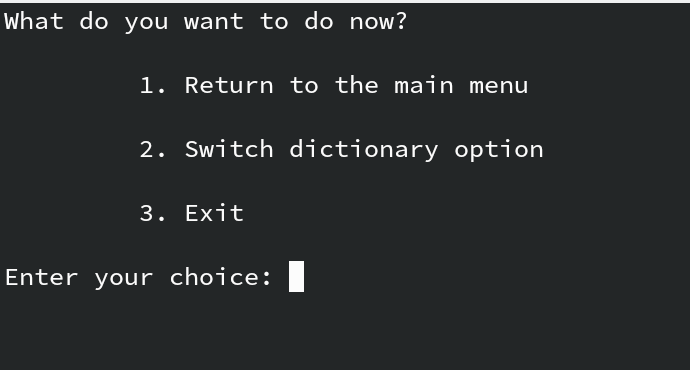 What do you want to do now?
1. Return to the main menu
2. Switch dictionary option
3. Exit
Enter your choice: